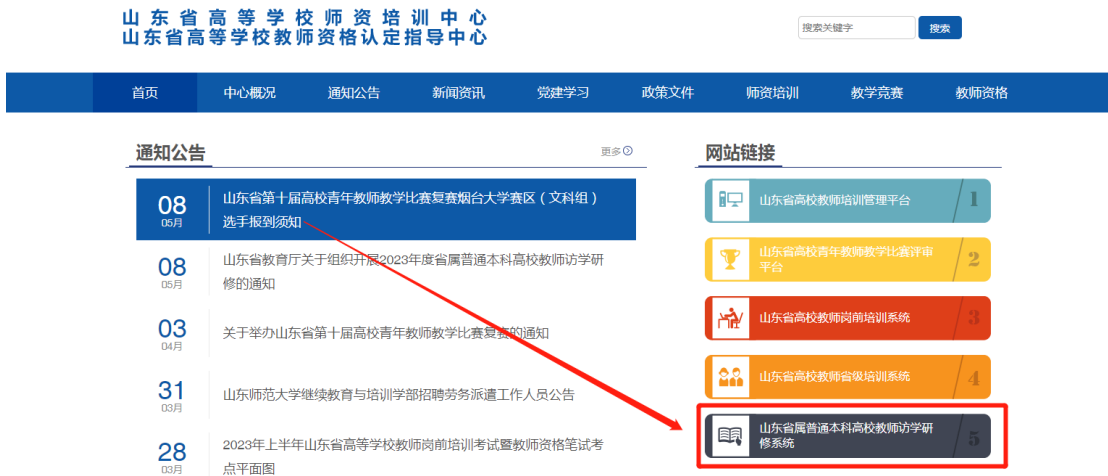 山东省高等学校师资培训中心
山东省高等学校教师资格认定指导中心
搜索关键字
搜索
首页
中心概况
通知公告
新闻资讯
党建学习
政策文件
师资培训
教学竞赛
教师资格
通知公告
更多
08
05月
山东省第十届高校青年教师教学比赛复赛烟台大学赛区（文科组）
选手报到须知
08
05月
山东省教育厅关于组织开展2023年度省属普通本科高校教师访学研
修的通知
03
04月
关于举办山东省第十届高校青年教师教学比赛复赛的通知
31
03月
山东师范大学继续教育与培训学部招聘劳务派遣工作人员公告
28
03月
2023年上半年山东省高等学校教师岗前培训考试暨教师资格笔试考
点平面图
网站链接
山东省高校教师培训管理平台
1
山东省高校青年教师教学比赛评审
平台
2
山东省高校教师岗前培训系统
3
山东省高校教师省级培训系统
4
山东省属普通本科高校教师访学研
修系统
5